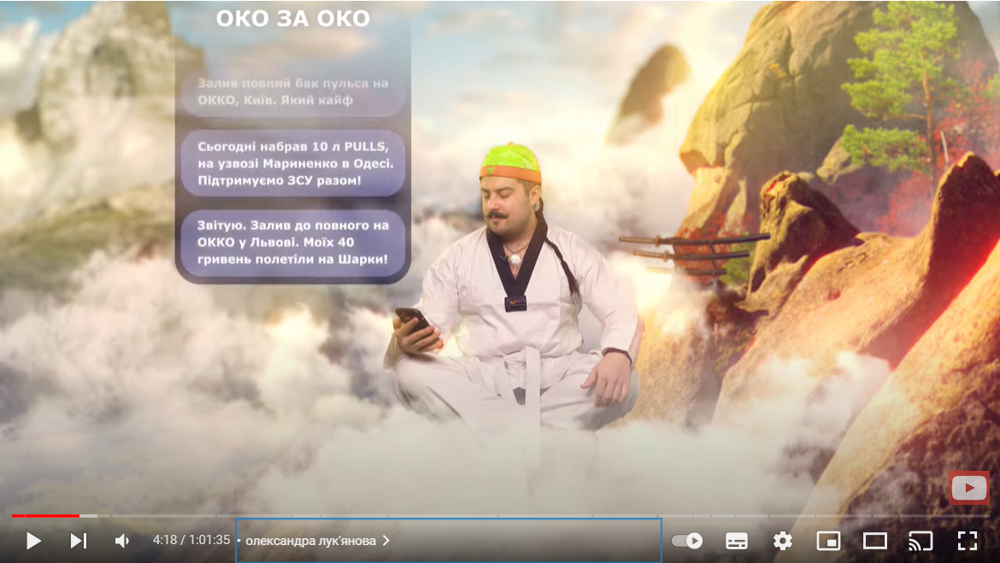 ОКО ЗА ОКО
Залив повний бак пульса на
ОККО, Київ. Який кайф
Сьогодні набрав 10 л PULLS,
на узвозі Мариненко в Одесі.
Підтримуємо ЗСУ разом!
Звітую. Залив до повного на
ОККО у Львові. Моїх 40
гривень полетіли на Шарки!
4:18 / 1:01:35 • олександра лук'янова